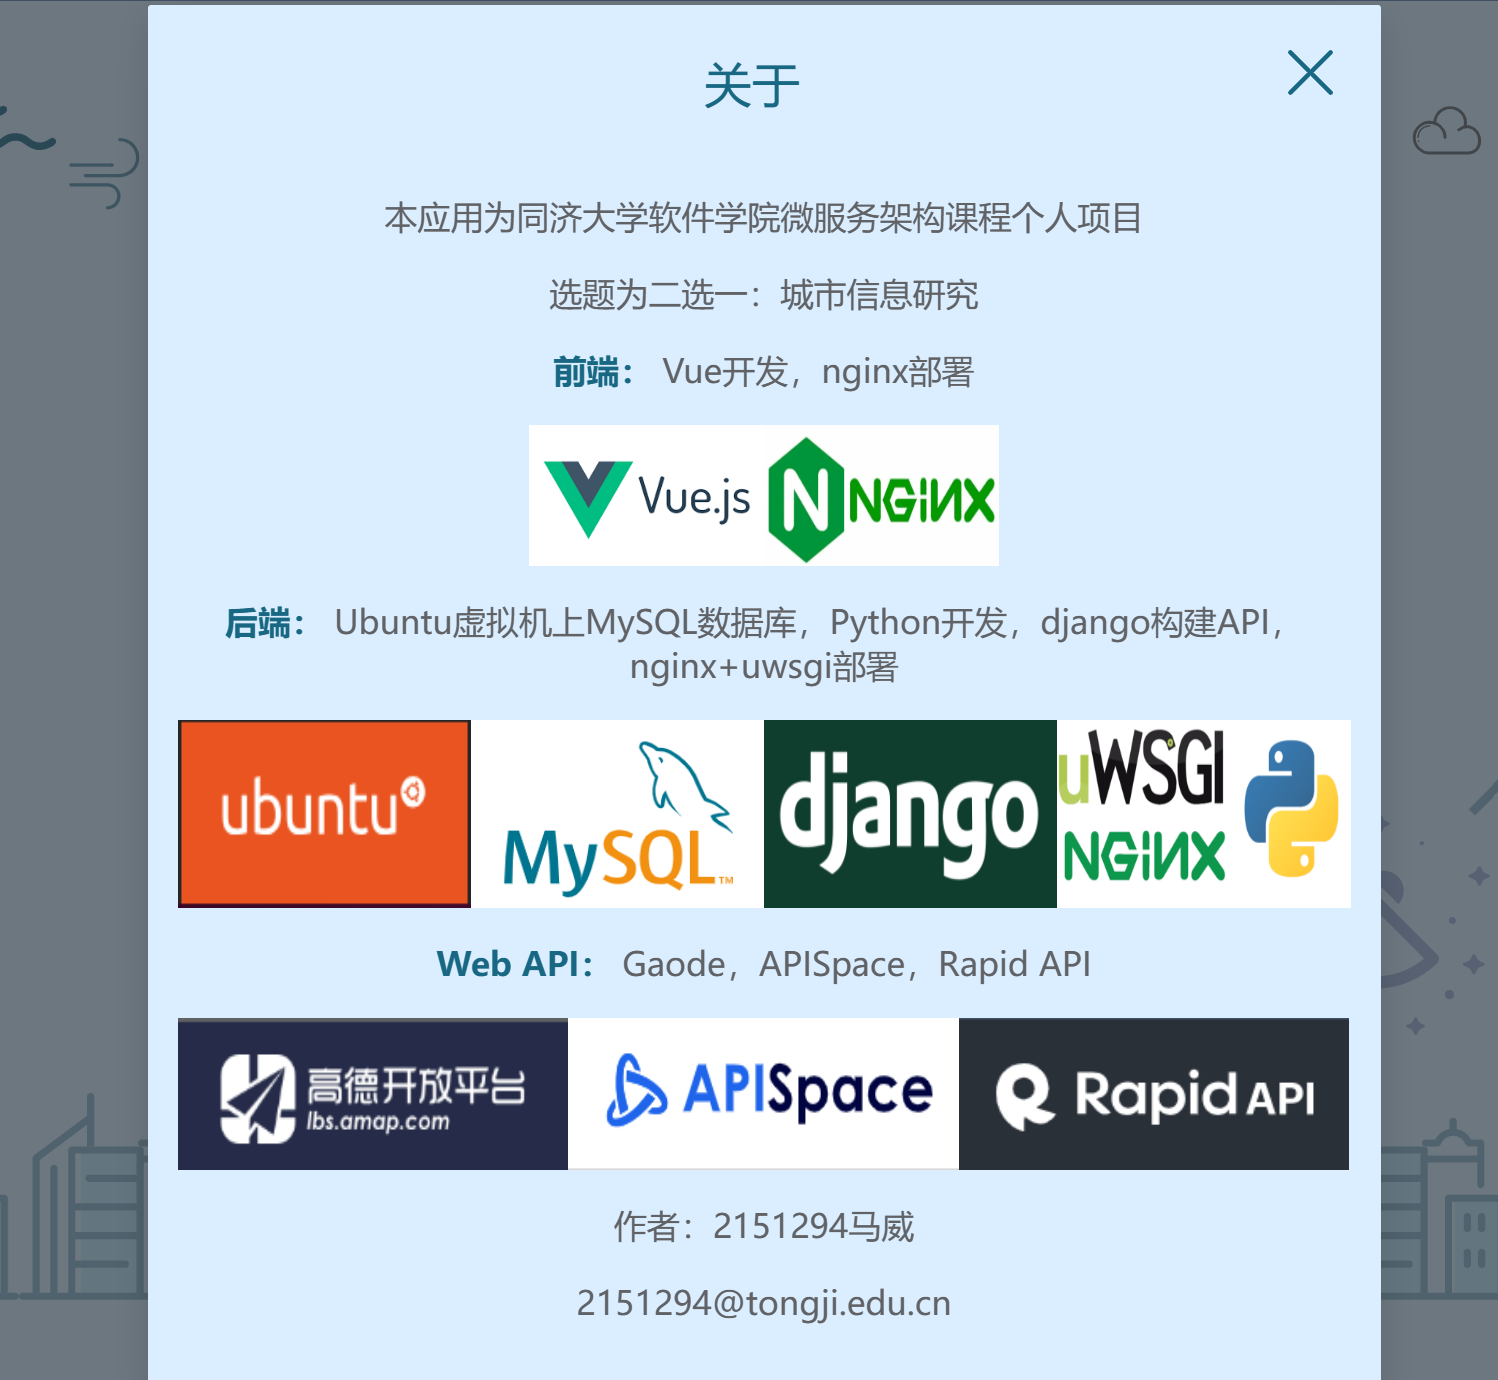 关于
本应用为同济大学软件学院微服务架构课程个人项目
选题为二选一：城市信息研究
前端： Vue开发，nginx部署
Vue.js NGINX
后端： Ubuntu虚拟机上MySQL数据库，Python开发，django构建API，
nginx+uwsgi部署
ubuntu MySQL™ django uWSGI
NGINX
Web API： Gaode，APISpace，Rapid API
高德开放平台
lbs.amap.com
APISpace
Rapid API
作者：2151294马威
2151294@tongji.edu.cn